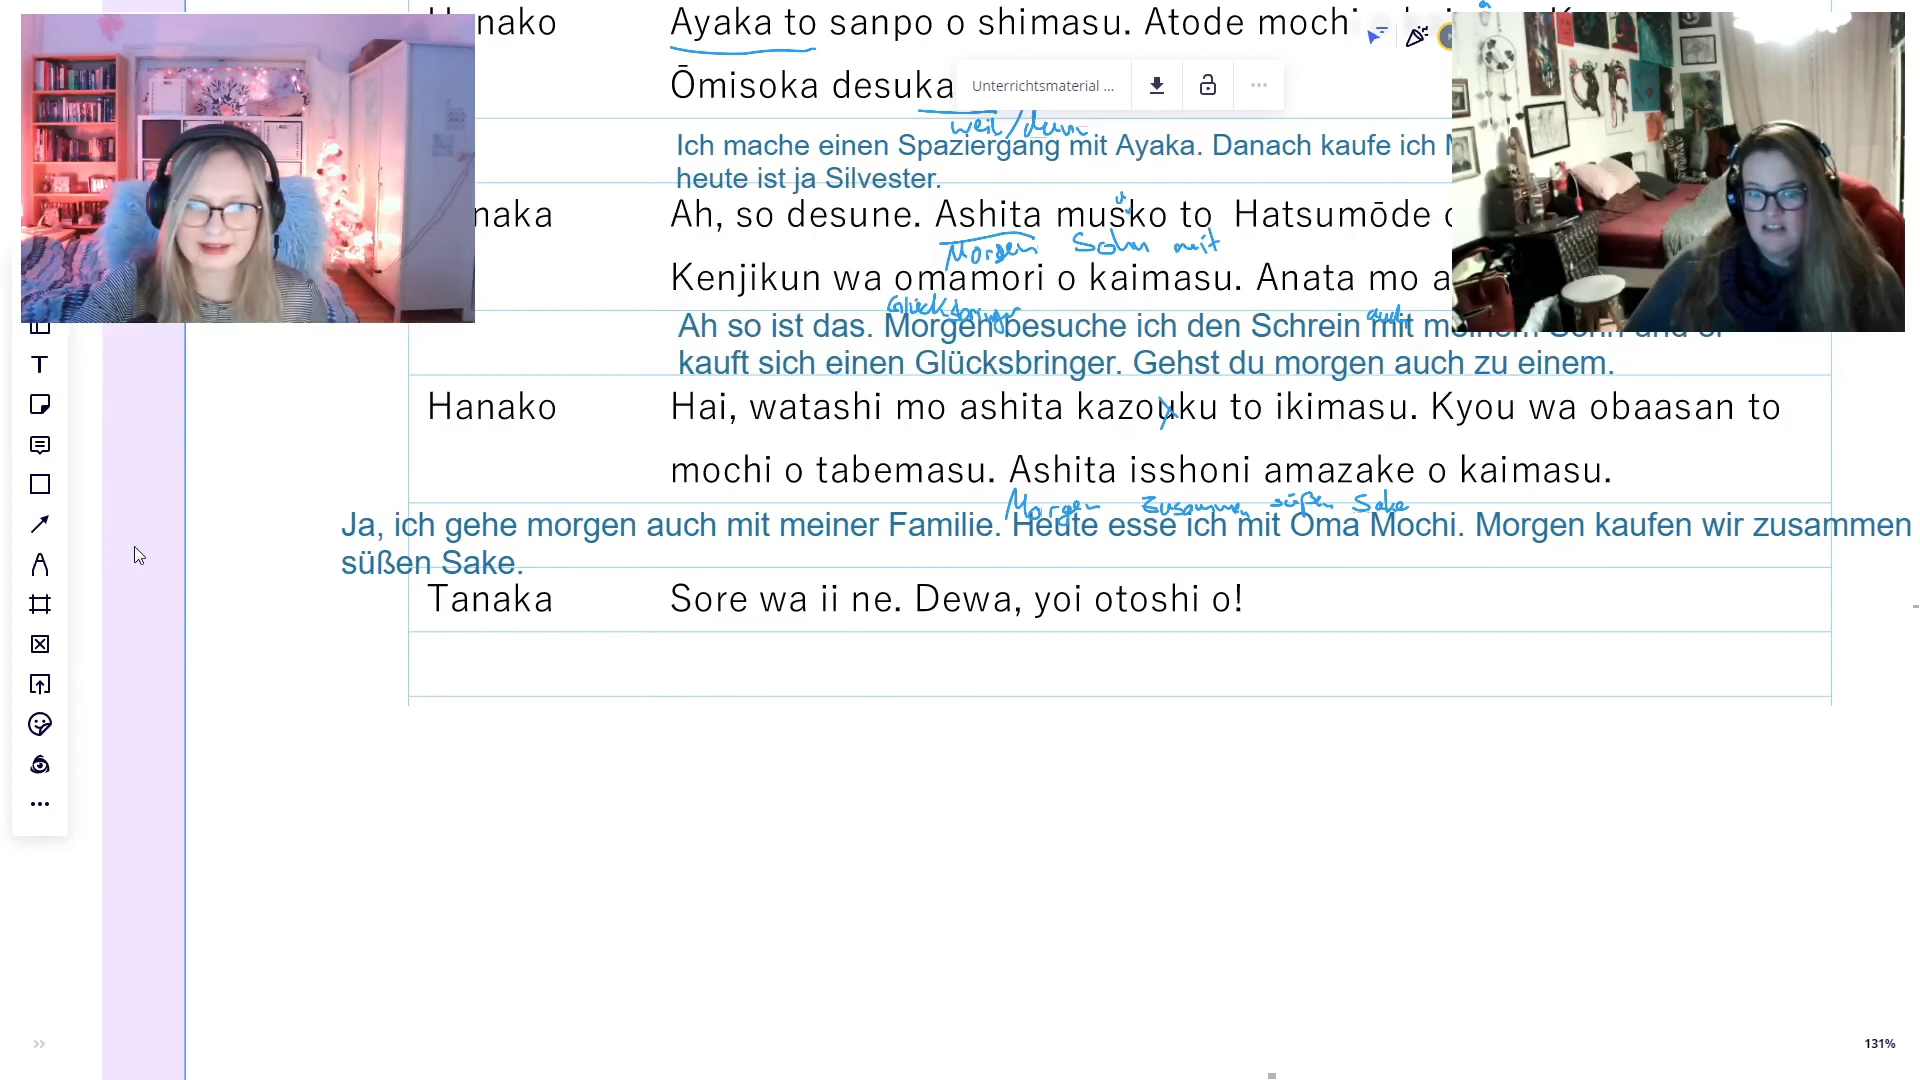 nako Ayaka to sanpo o shimasu. Atode mochi
Ōmisoka desuka
Unterrichtsmaterial ...
weil/denn
Ich mache einen Spaziergang mit Ayaka. Danach kaufe ich
heute ist ja Silvester.
u
naka Ah, so desune. Ashita musko to Hatsumōde
Morgen Sohn mit
Kenjikun wa omamori o kaimasu. Anata mo a
Glücksbringer auch
Ah so ist das. Morgen besuche ich den Schrein mit meinem Sohn und er
kauft sich einen Glücksbringer. Gehst du morgen auch zu einem.
Hanako Hai, watashi mo ashita kazouku to ikimasu. Kyou wa obaasan to
mochi o tabemasu. Ashita isshoni amazake o kaimasu.
Morgen zusammen süßen Sake
Ja, ich gehe morgen auch mit meiner Familie. Heute esse ich mit Oma Mochi. Morgen kaufen wir zusammen
süßen Sake.
Tanaka Sore wa ii ne. Dewa, yoi otoshi o!
131%